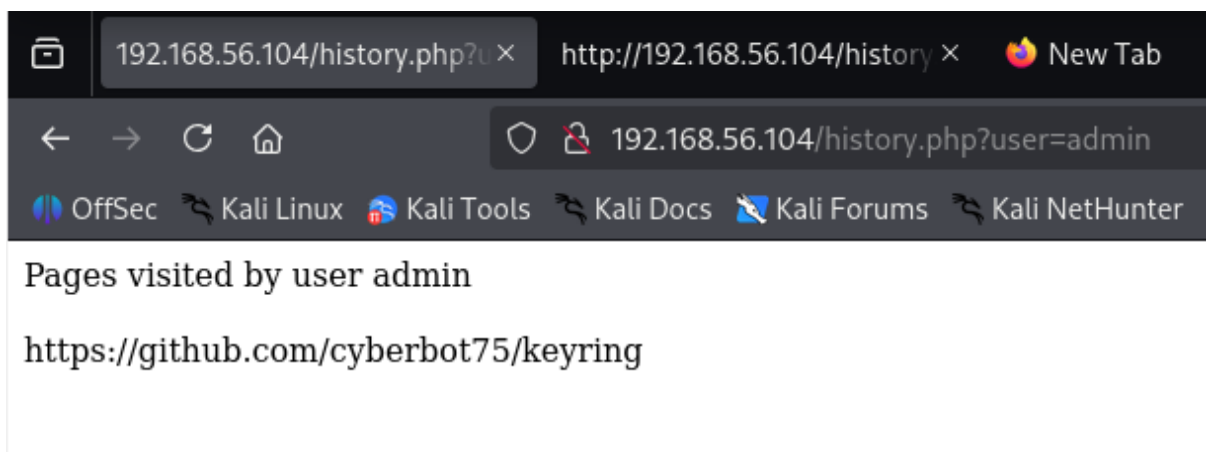 192.168.56.104/history.php?u
http://192.168.56.104/history
New Tab
192.168.56.104/history.php?user=admin
OffSec Kali Linux Kali Tools Kali Docs Kali Forums Kali NetHunter
Pages visited by user admin
https://github.com/cyberbot75/keyring